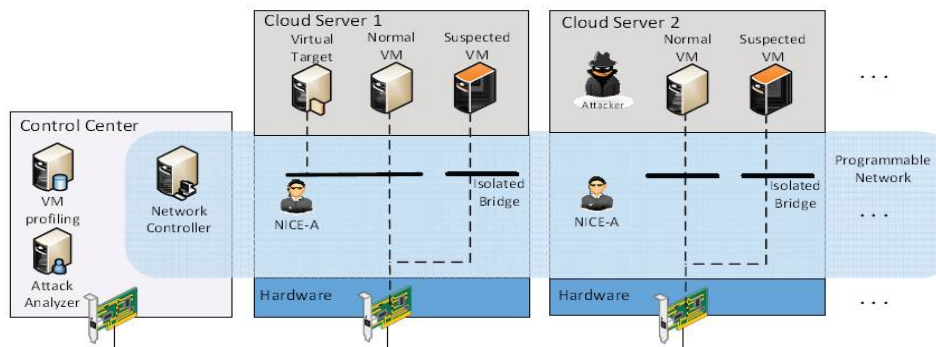 Cloud Server 1
Virtual
Target
Normal
VM
Suspected
VM
Cloud Server 2
Attacker
Normal
VM
Suspected
VM
...
Control Center
VM
profiling
Attack
Analyzer
Network
Controller
NICE-A
Isolated
Bridge
NICE-A
Isolated
Bridge
Programmable
Network
...
Hardware
Hardware
...